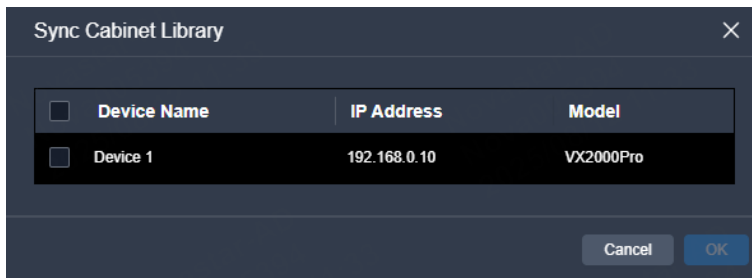 Sync Cabinet Library
Device Name IP Address Model
Device 1 192.168.0.10 VX2000Pro
Cancel OK